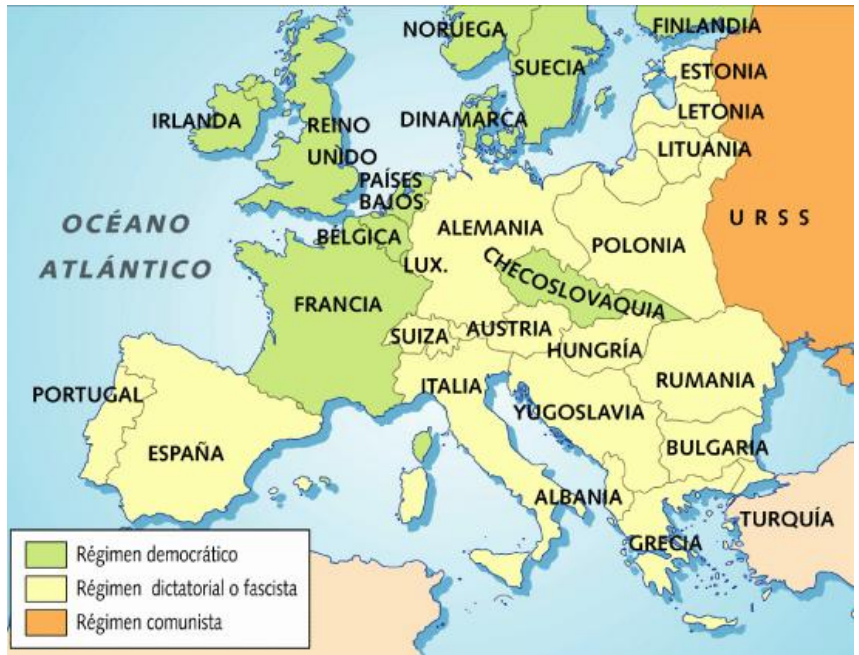 NORUEGA
FINLANDIA
SUECIA
ESTONIA
IRLANDA
DINAMARCA
LETONIA
REINO
UNIDO
LITUANIA
PAÍSES
BAJOS
OCÉANO
ATLÁNTICO
BÉLGICA
ALEMANIA
POLONIA
URSS
LUX.
CHECOSLOVAQUIA
FRANCIA
SUIZA
AUSTRIA
HUNGRÍA
RUMANIA
PORTUGAL
ITALIA
YUGOSLAVIA
ESPAÑA
BULGARIA
ALBANIA
TURQUÍA
GRECIA
Régimen democrático
Régimen dictatorial o fascista
Régimen comunista